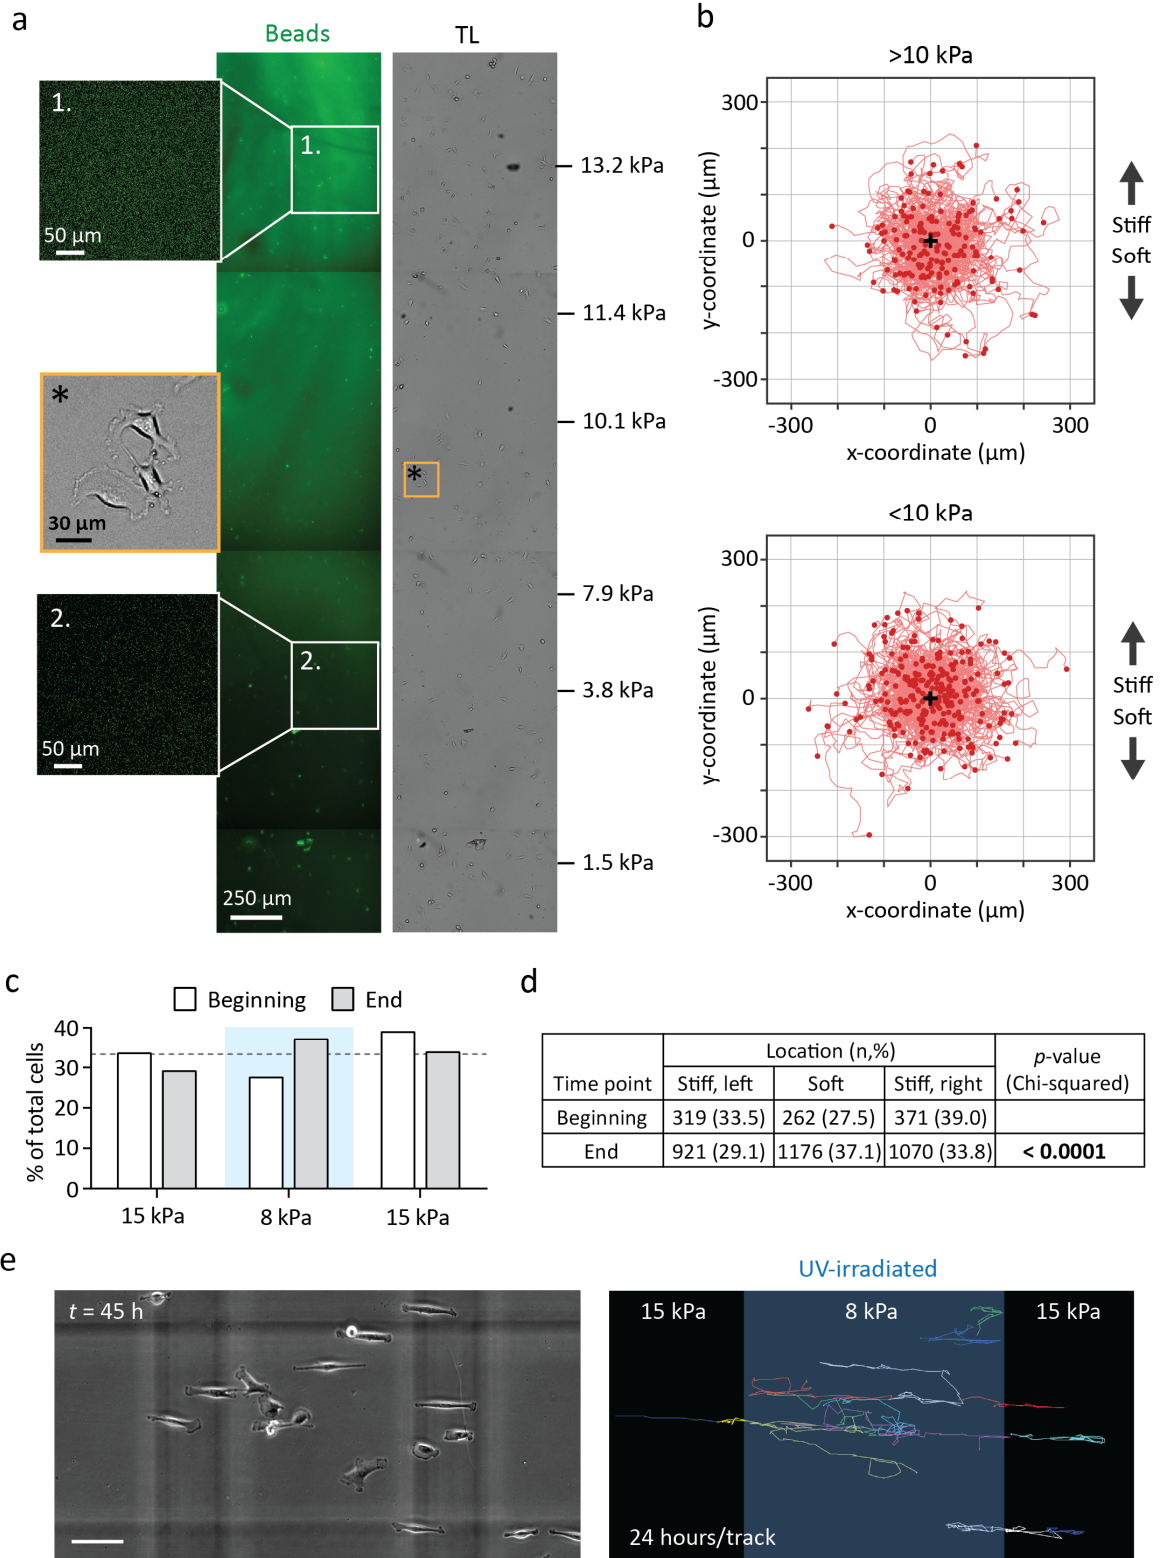 a
Beads
TL
1.
50 µm
1.
13.2 kPa
11.4 kPa
10.1 kPa
*
30 µm
*
7.9 kPa
2.
50 µm
2.
3.8 kPa
1.5 kPa
250 µm
b
>10 kPa
y-coordinate (µm)
300
0
-300
-300
0
300
x-coordinate (µm)
Stiff
Soft
<10 kPa
y-coordinate (µm)
300
0
-300
-300
0
300
x-coordinate (µm)
Stiff
Soft
c
Beginning End
% of total cells
40
30
20
10
0
15 kPa 8 kPa 15 kPa
d
Location (n,%)
Time point Stiff, left Soft Stiff, right
p-value
(Chi-squared)
Beginning 319 (33.5) 262 (27.5) 371 (39.0)
End 921 (29.1) 1176 (37.1) 1070 (33.8) < 0.0001
e
t = 45 h
UV-irradiated
15 kPa 8 kPa 15 kPa
24 hours/track